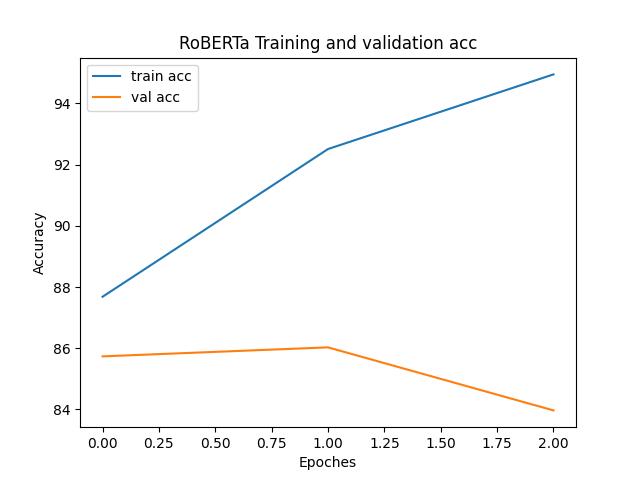 RoBERTa Training and validation acc
train acc
val acc
Accuracy
94
92
90
88
86
84
0.00 0.25 0.50 0.75 1.00 1.25 1.50 1.75 2.00
Epoches